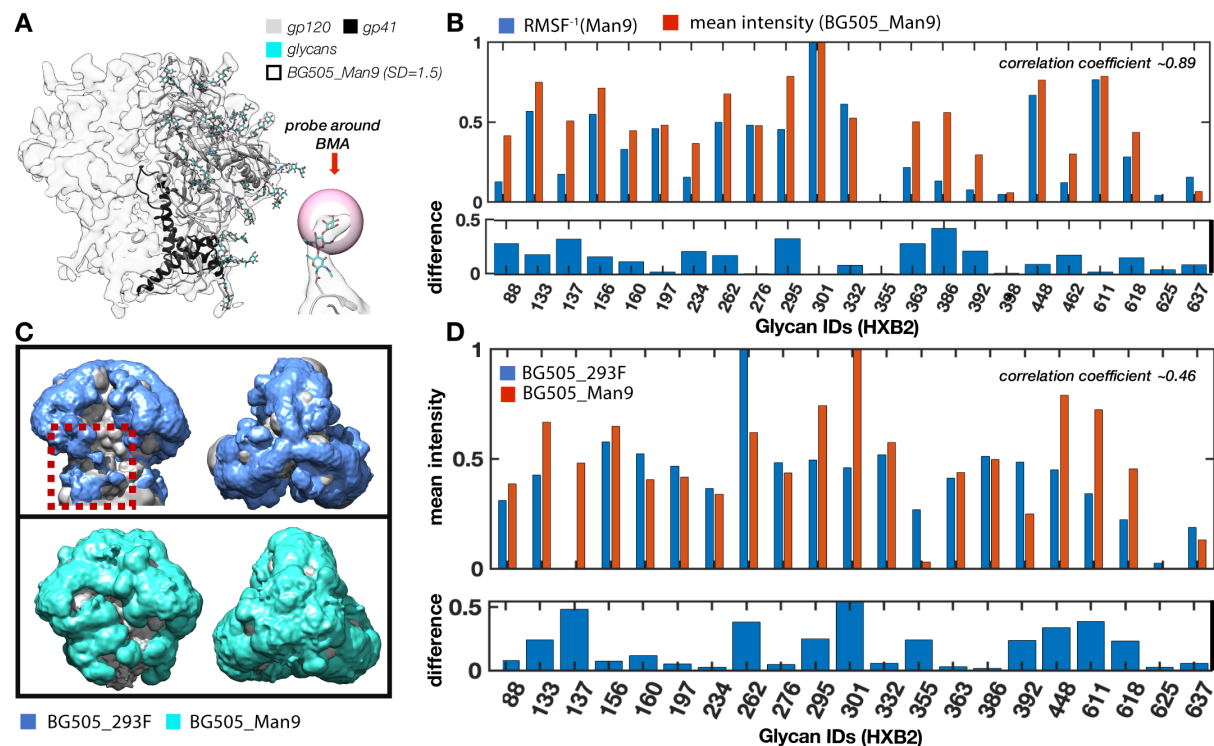 A
gp120 gp41
glycans
BG505_Man9 (SD=1.5)
probe around
BMA
B
RMSF⁻¹(Man9) mean intensity (BG505_Man9)
correlation coefficient ~0.89
1
0.5
0
0.5
0
difference
88 133 137 156 160 197 234 262 276 295 301 332 355 363 386 392 398 448 462 611 618 625 637
Glycan IDs (HXB2)
C
BG505_293F BG505_Man9
D
BG505_293F
BG505_Man9
correlation coefficient ~0.46
1
0.5
0
mean intensity
0.5
0
difference
88 133 137 156 160 197 234 262 276 295 301 332 355 363 386 392 448 611 618 625 637
Glycan IDs (HXB2)